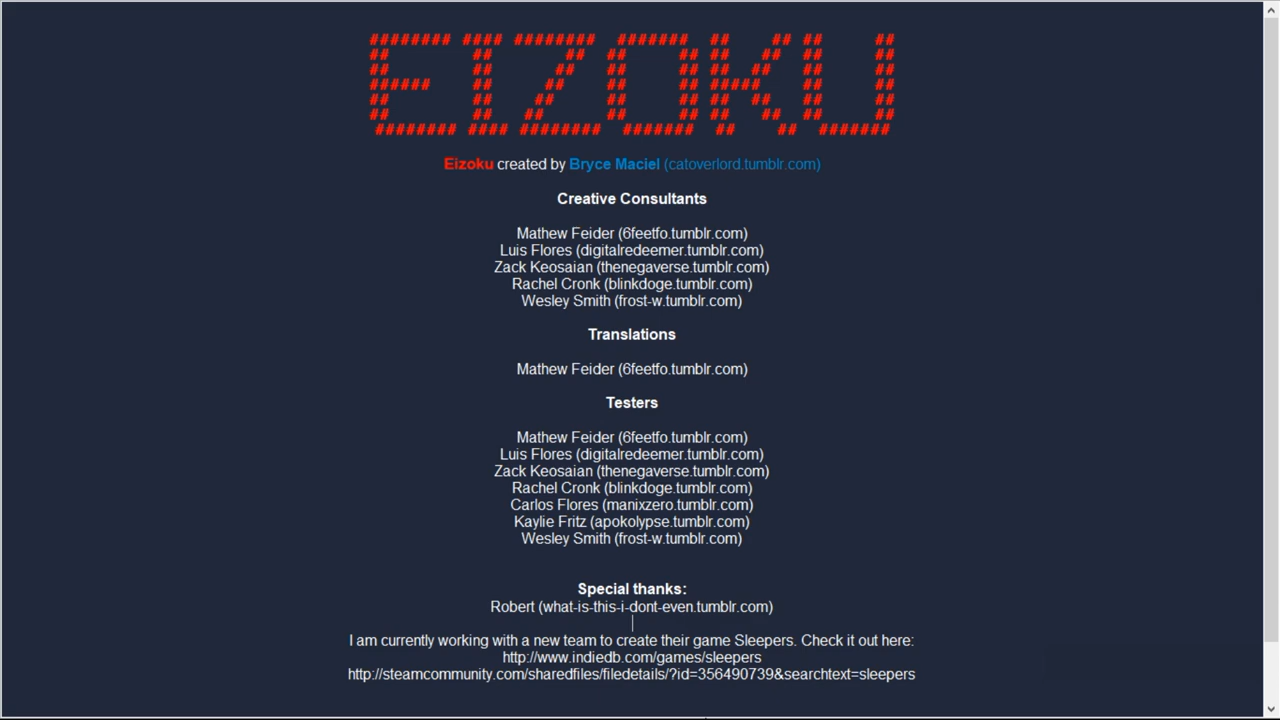 EIZOKU
Eizoku created by Bryce Maciel (catoverlord.tumblr.com)
Creative Consultants
Mathew Feider (6feetfo.tumblr.com)
Luis Flores (digitalredeemer.tumblr.com)
Zack Keosaian (thenegaverse.tumblr.com)
Rachel Cronk (blinkdoge.tumblr.com)
Wesley Smith (frost-w.tumblr.com)
Translations
Mathew Feider (6feetfo.tumblr.com)
Testers
Mathew Feider (6feetfo.tumblr.com)
Luis Flores (digitalredeemer.tumblr.com)
Zack Keosaian (thenegaverse.tumblr.com)
Rachel Cronk (blinkdoge.tumblr.com)
Carlos Flores (manixzero.tumblr.com)
Kaylie Fritz (apokolypse.tumblr.com)
Wesley Smith (frost-w.tumblr.com)
Special thanks:
Robert (what-is-this-i-dont-even.tumblr.com)
I am currently working with a new team to create their game Sleepers. Check it out here:
http://www.indiedb.com/games/sleepers
http://steamcommunity.com/sharedfiles/filedetails/?id=356490739&searchtext=sleepers